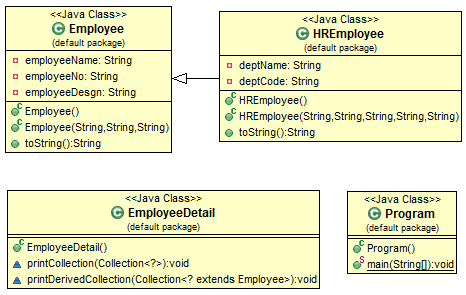 <<Java Class>>
Employee
(default package)
employeeName: String
employeeNo: String
employeeDesgn: String
Employee()
Employee(String,String,String)
toString():String
<<Java Class>>
HREmployee
(default package)
deptName: String
deptCode: String
HREmployee()
HREmployee(String,String,String,String,String)
toString():String
<<Java Class>>
EmployeeDetail
(default package)
EmployeeDetail()
printCollection(Collection<?>):void
printDerivedCollection(Collection<? extends Employee>):void
<<Java Class>>
Program
(default package)
Program()
main(String[]):void